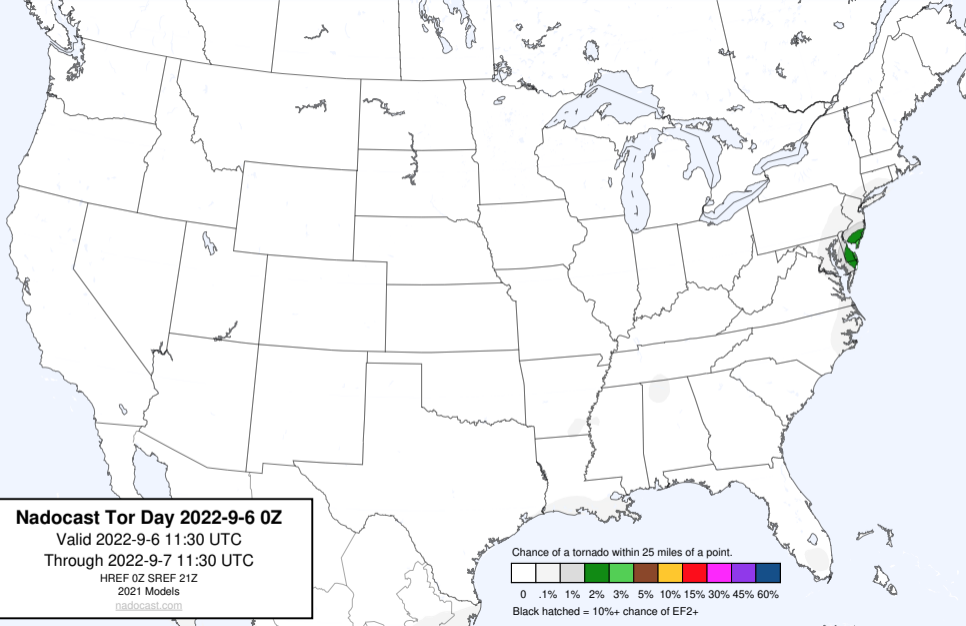 Nadocast Tor Day 2022-9-6 0Z
Valid 2022-9-6 11:30 UTC
Through 2022-9-7 11:30 UTC
HREF 0Z SREF 21Z
2021 Models
nadocast.com
Chance of a tornado within 25 miles of a point.
0 .1% 1% 2% 3% 5% 10% 15% 30% 45% 60%
Black hatched = 10%+ chance of EF2+